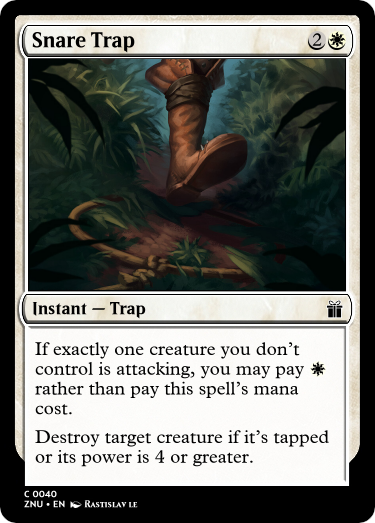 Snare Trap 2
Instant — Trap
If exactly one creature you don't
control is attacking, you may pay
rather than pay this spell's mana
cost.
Destroy target creature if it's tapped
or its power is 4 or greater.
C 0040
ZNU • EN Rastislav Le